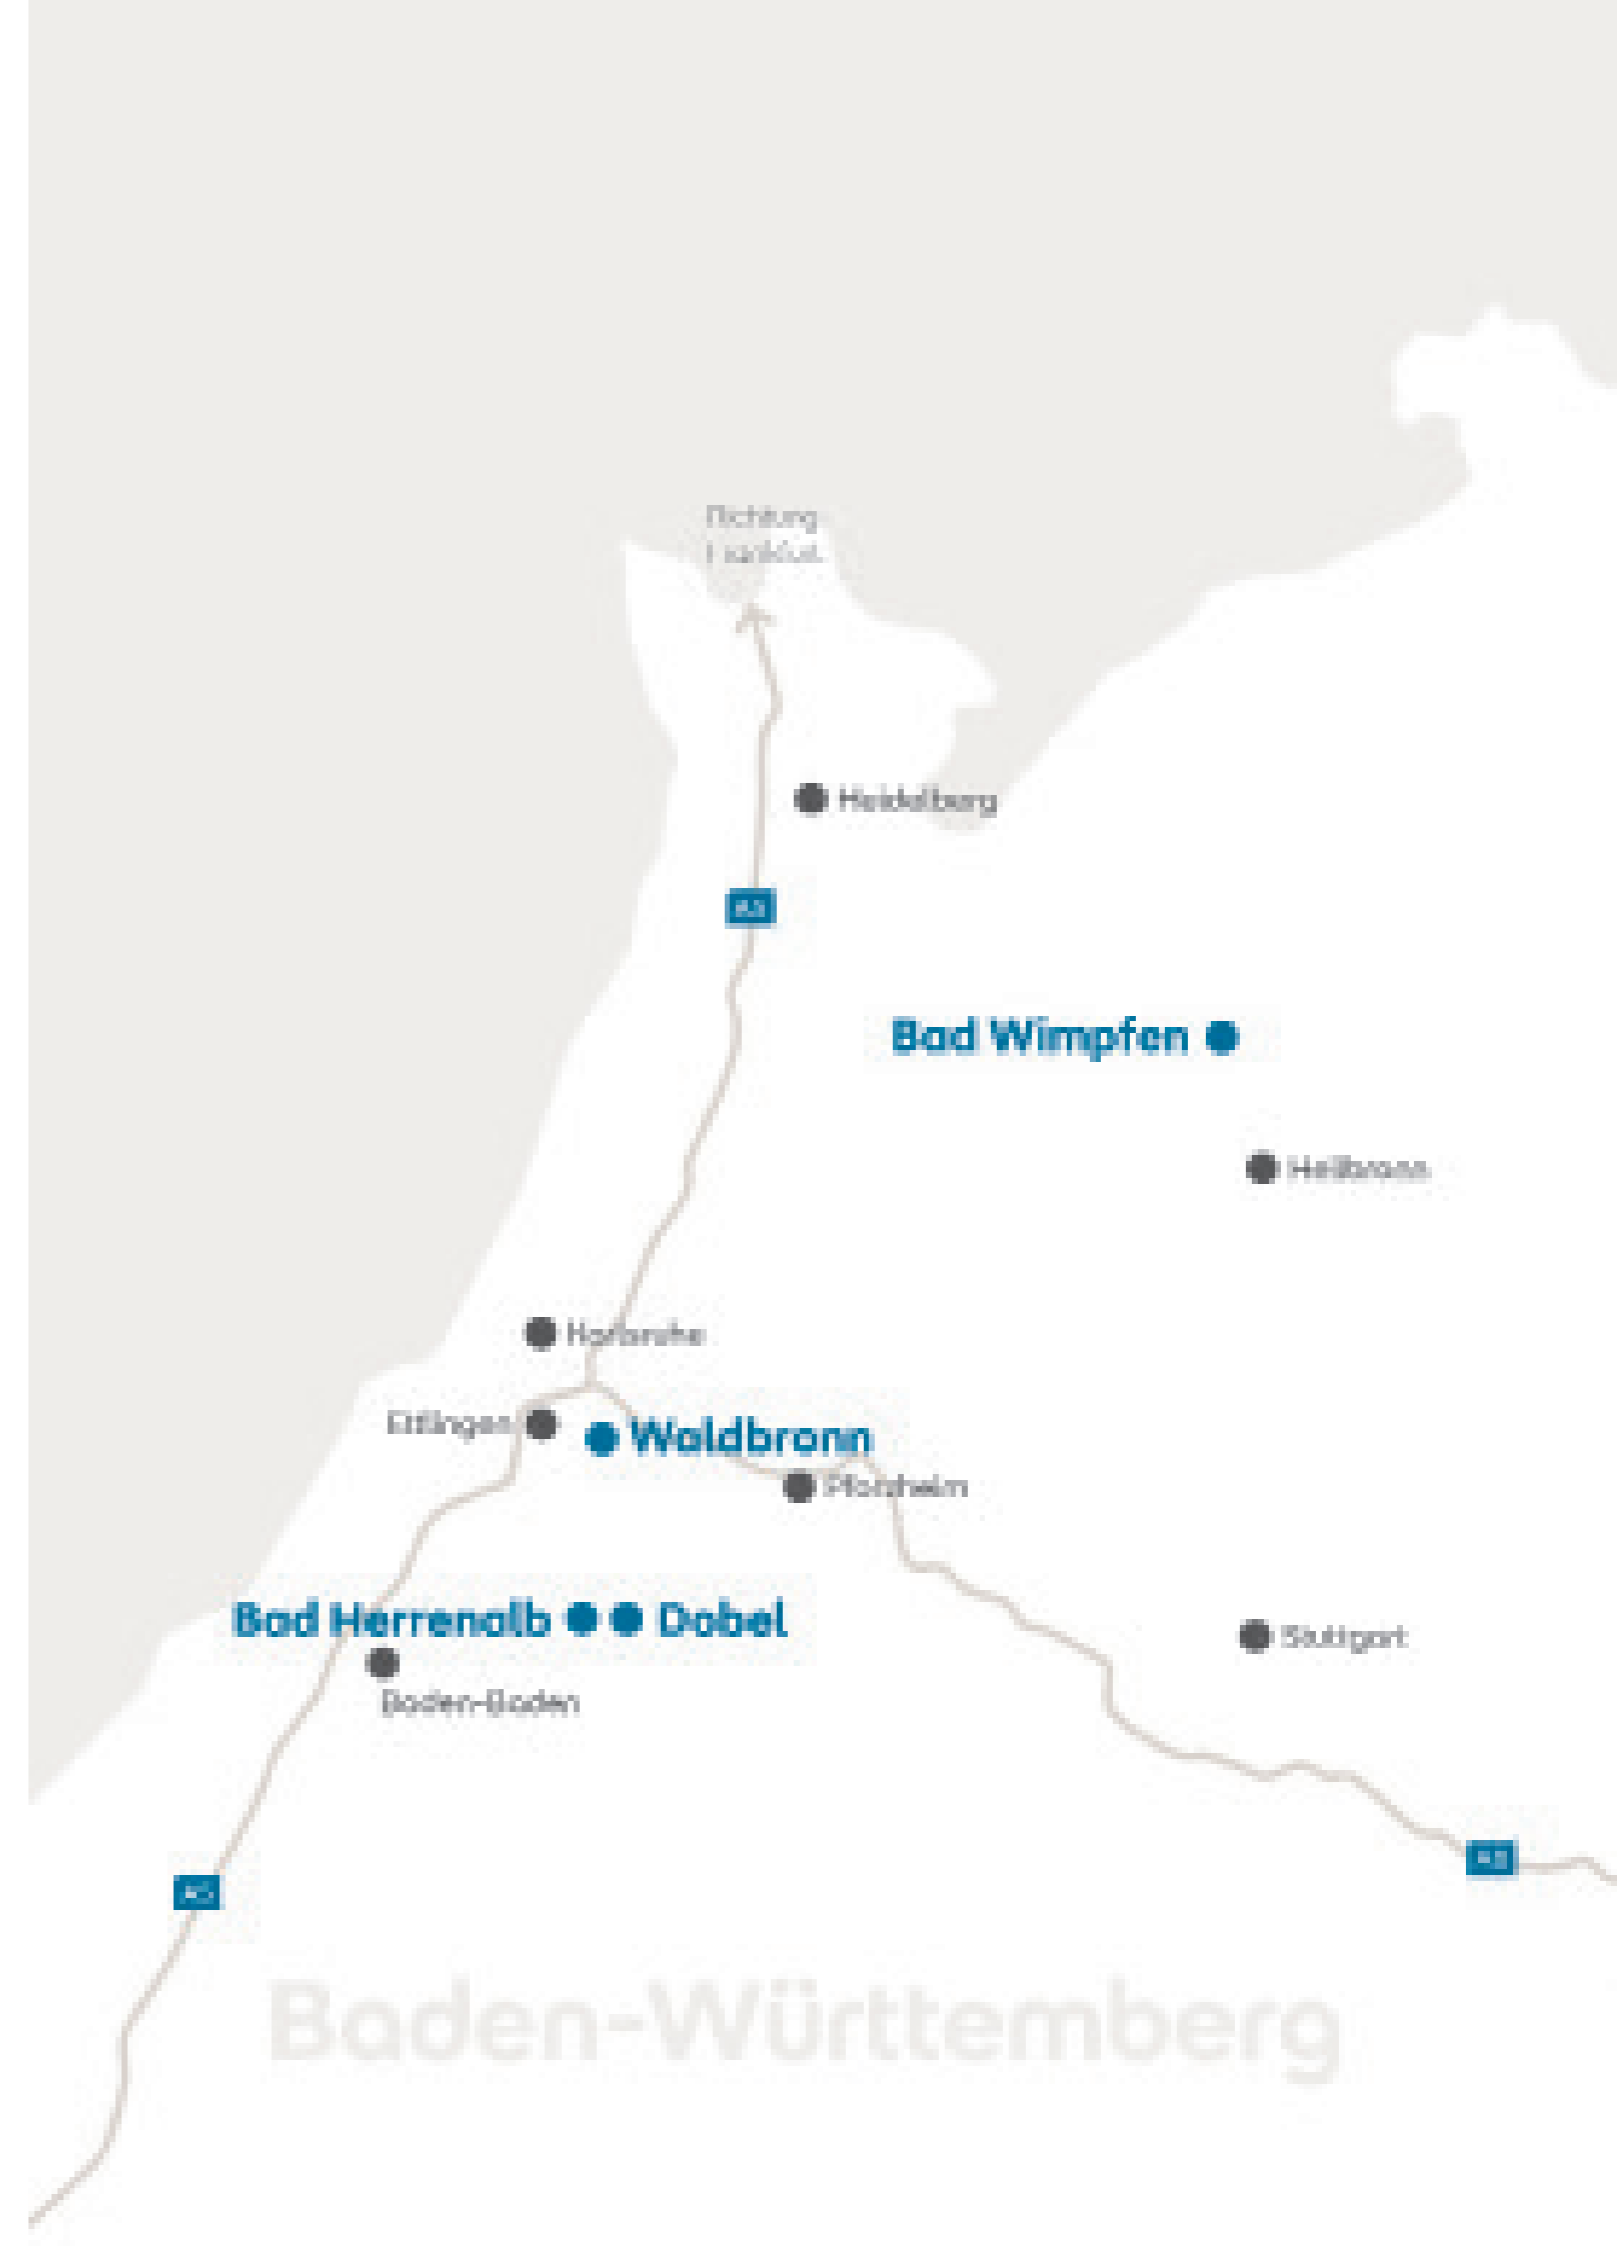 Richtung
Frankfurt
Heidelberg
A5
Bad Wimpfen
Heilbronn
Karlsruhe
Ettlingen
Waldbronn
Pforzheim
Bad Herrenalb
Dobel
Stuttgart
Baden-Baden
A8
A5
Baden-Württemberg